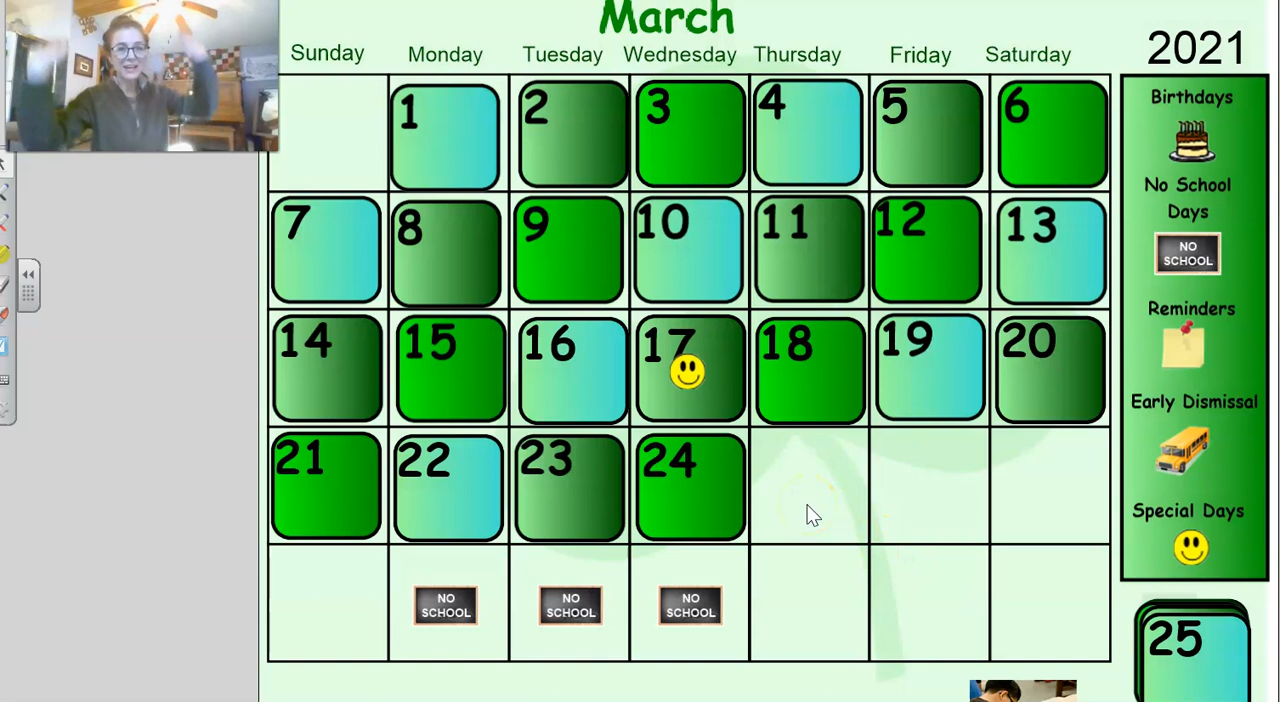 March
2021
Sunday Monday Tuesday Wednesday Thursday Friday Saturday
1 2 3 4 5 6
7 8 9 10 11 12 13
14 15 16 17 18 19 20
21 22 23 24
NO SCHOOL NO SCHOOL NO SCHOOL
Birthdays
No School
Days
NO
SCHOOL
Reminders
Early Dismissal
Special Days
25